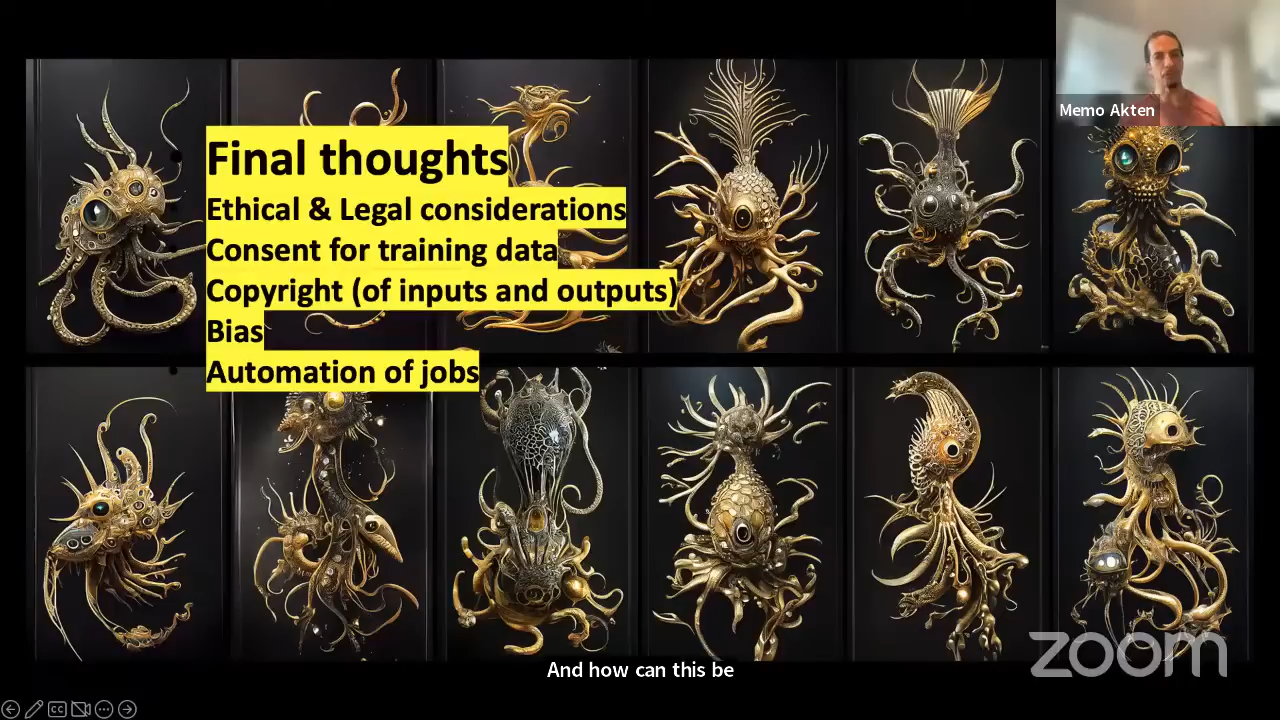 Memo Akten
Final thoughts
Ethical & Legal considerations
Consent for training data
Copyright (of inputs and outputs)
Bias
Automation of jobs
zoom
And how can this be
CC